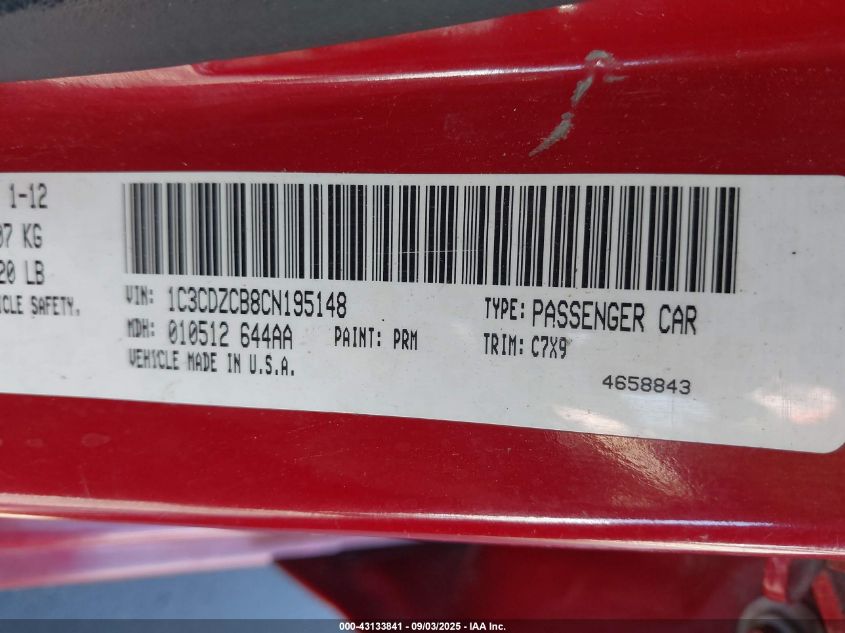 1-12
07 KG
20 LB
ICLE SAFETY,
VIN: 1C3CDZCB8CN195148
TYPE: PASSENGER CAR
MDH: 010512 644AA
PAINT: PRM
TRIM: C7X9
VEHICLE MADE IN U.S.A.
4658843
000-43133841 - 09/03/2025 - IAA Inc.